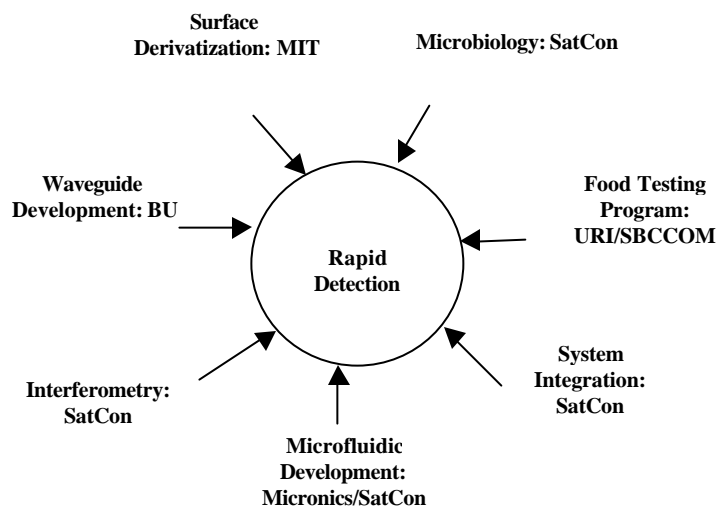 Surface
Derivatization: MIT
Microbiology: SatCon
Waveguide
Development: BU
Food Testing
Program:
URI/SBCCOM
Rapid
Detection
System
Integration:
SatCon
Interferometry:
SatCon
Microfluidic
Development:
Micronics/SatCon